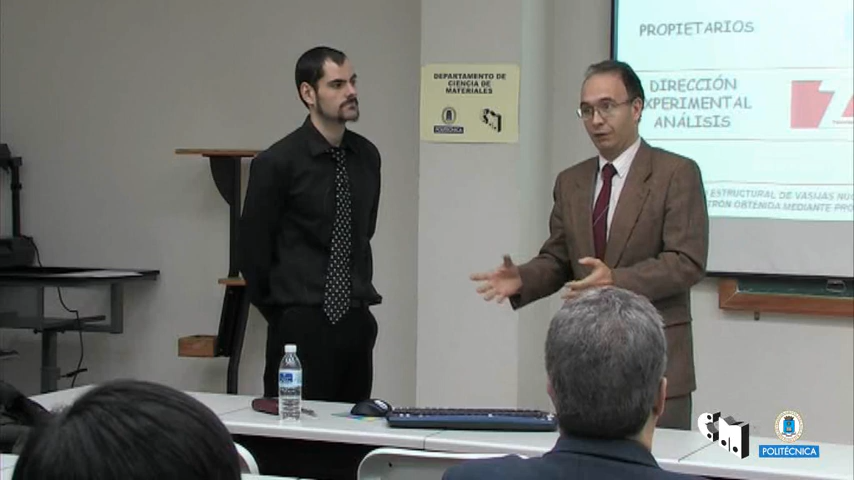 PROPIETARIOS
DIRECCIÓN
EXPERIMENTAL
ANÁLISIS
ESTRUCTURAL DE VASIJAS
OBTENIDA MEDIANTE
DEPARTAMENTO DE
CIENCIA DE
MATERIALES
POLITÉCNICA
POLITÉCNICA